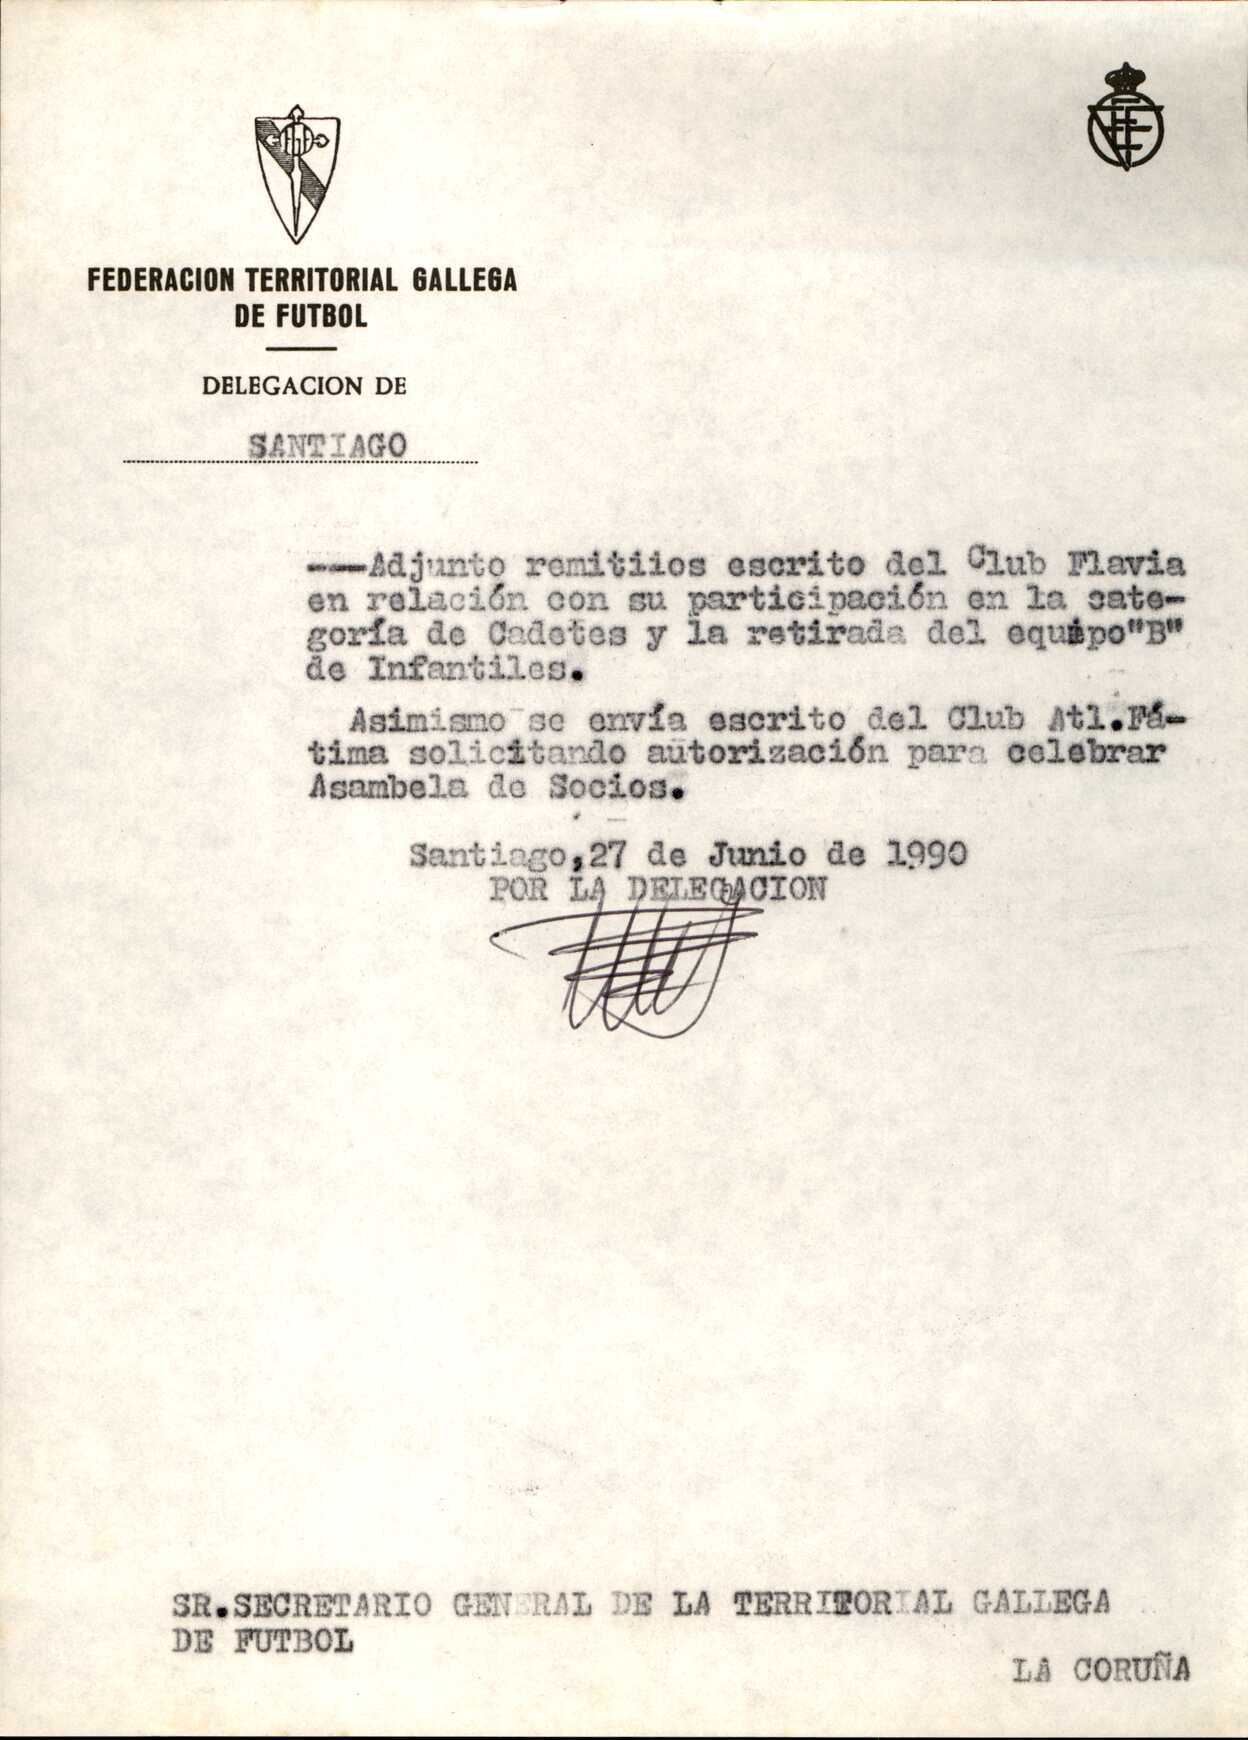 FEDERACION TERRITORIAL GALLEGA
DE FUTBOL
DELEGACION DE
SANTIAGO
---Adjunto remitiios escrito del Club Flavia
en relación con su participación en la cate-
goría de Cadetes y la retirada del equipo"B"
de Infantiles.
Asimismo se envía escrito del Club Atl.Fá-
tima solicitando autorización para celebrar
Asambela de Socios.
Santiago,27 de Junio de 1990
POR LA DELEGACION
SR.SECRETARIO GENERAL DE LA TERRITORIAL GALLEGA
DE FUTBOL
LA CORUÑA